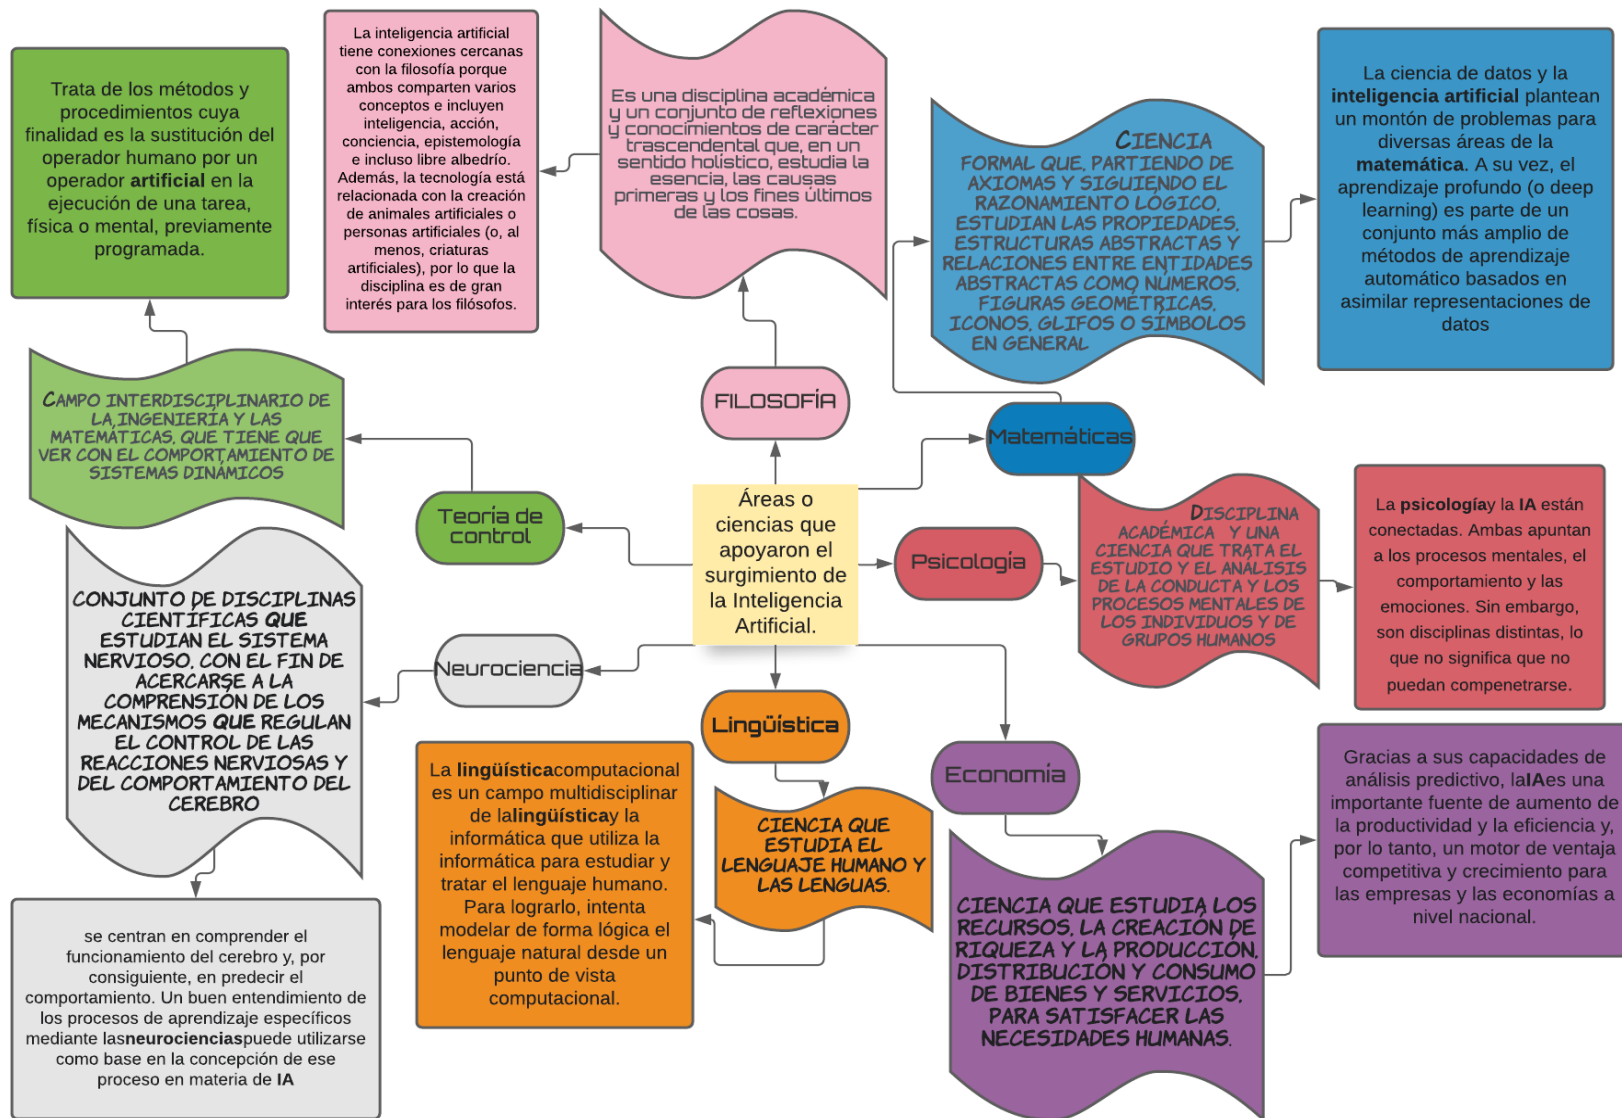 Áreas o
ciencias que
apoyaron el
surgimiento de
la Inteligencia
Artificial.
FILOSOFÍA
Es una disciplina académica
y un conjunto de reflexiones
y conocimientos de carácter
trascendental que, en un
sentido holístico, estudia la
esencia, las causas
primeras y los fines últimos
de las cosas.
La inteligencia artificial
tiene conexiones cercanas
con la filosofía porque
ambos comparten varios
conceptos e incluyen
inteligencia, acción,
conciencia, epistemología
e incluso libre albedrío.
Además, la tecnología está
relacionada con la creación
de animales artificiales o
personas artificiales (o, al
menos, criaturas
artificiales), por lo que la
disciplina es de gran
interés para los filósofos.
Matemáticas
CIENCIA
FORMAL QUE, PARTIENDO DE
AXIOMAS Y SIGUIENDO EL
RAZONAMIENTO LÓGICO,
ESTUDIAN LAS PROPIEDADES,
ESTRUCTURAS ABSTRACTAS Y
RELACIONES ENTRE ENTIDADES
ABSTRACTAS COMO NÚMEROS,
FIGURAS GEOMÉTRICAS,
ICONOS, GLIFOS O SÍMBOLOS
EN GENERAL
La ciencia de datos y la
inteligencia artificial plantean
un montón de problemas para
diversas áreas de la
matemática. A su vez, el
aprendizaje profundo (o deep
learning) es parte de un
conjunto más amplio de
métodos de aprendizaje
automático basados en
asimilar representaciones de
datos
Psicología
DISCIPLINA
ACADÉMICA Y UNA
CIENCIA QUE TRATA EL
ESTUDIO Y EL ANÁLISIS
DE LA CONDUCTA Y LOS
PROCESOS MENTALES DE
LOS INDIVIDUOS Y DE
GRUPOS HUMANOS
La psicologíay la IA están
conectadas. Ambas apuntan
a los procesos mentales, el
comportamiento y las
emociones. Sin embargo,
son disciplinas distintas, lo
que no significa que no
puedan compenetrarse.
Economía
CIENCIA QUE ESTUDIA LOS
RECURSOS, LA CREACIÓN DE
RIQUEZA Y LA PRODUCCIÓN,
DISTRIBUCIÓN Y CONSUMO
DE BIENES Y SERVICIOS,
PARA SATISFACER LAS
NECESIDADES HUMANAS.
Gracias a sus capacidades de
análisis predictivo, laIAes una
importante fuente de aumento de
la productividad y la eficiencia y,
por lo tanto, un motor de ventaja
competitiva y crecimiento para
las empresas y las economías a
nivel nacional.
Lingüística
CIENCIA QUE
ESTUDIA EL
LENGUAJE HUMANO Y
LAS LENGUAS.
La lingüísticacomputacional
es un campo multidisciplinar
de lalingüísticay la
informática que utiliza la
informática para estudiar y
tratar el lenguaje humano.
Para lograrlo, intenta
modelar de forma lógica el
lenguaje natural desde un
punto de vista
computacional.
Neurociencia
CONJUNTO DE DISCIPLINAS
CIENTÍFICAS QUE
ESTUDIAN EL SISTEMA
NERVIOSO, CON EL FIN DE
ACERCARSE A LA
COMPRENSIÓN DE LOS
MECANISMOS QUE REGULAN
EL CONTROL DE LAS
REACCIONES NERVIOSAS Y
DEL COMPORTAMIENTO DEL
CEREBRO
se centran en comprender el
funcionamiento del cerebro y, por
consiguiente, en predecir el
comportamiento. Un buen entendimiento de
los procesos de aprendizaje específicos
mediante lasneurocienciaspuede utilizarse
como base en la concepción de ese
proceso en materia de IA
Teoría de
control
CAMPO INTERDISCIPLINARIO DE
LA INGENIERÍA Y LAS
MATEMÁTICAS, QUE TIENE QUE
VER CON EL COMPORTAMIENTO DE
SISTEMAS DINÁMICOS
Trata de los métodos y
procedimientos cuya
finalidad es la sustitución del
operador humano por un
operador artificial en la
ejecución de una tarea,
física o mental, previamente
programada.